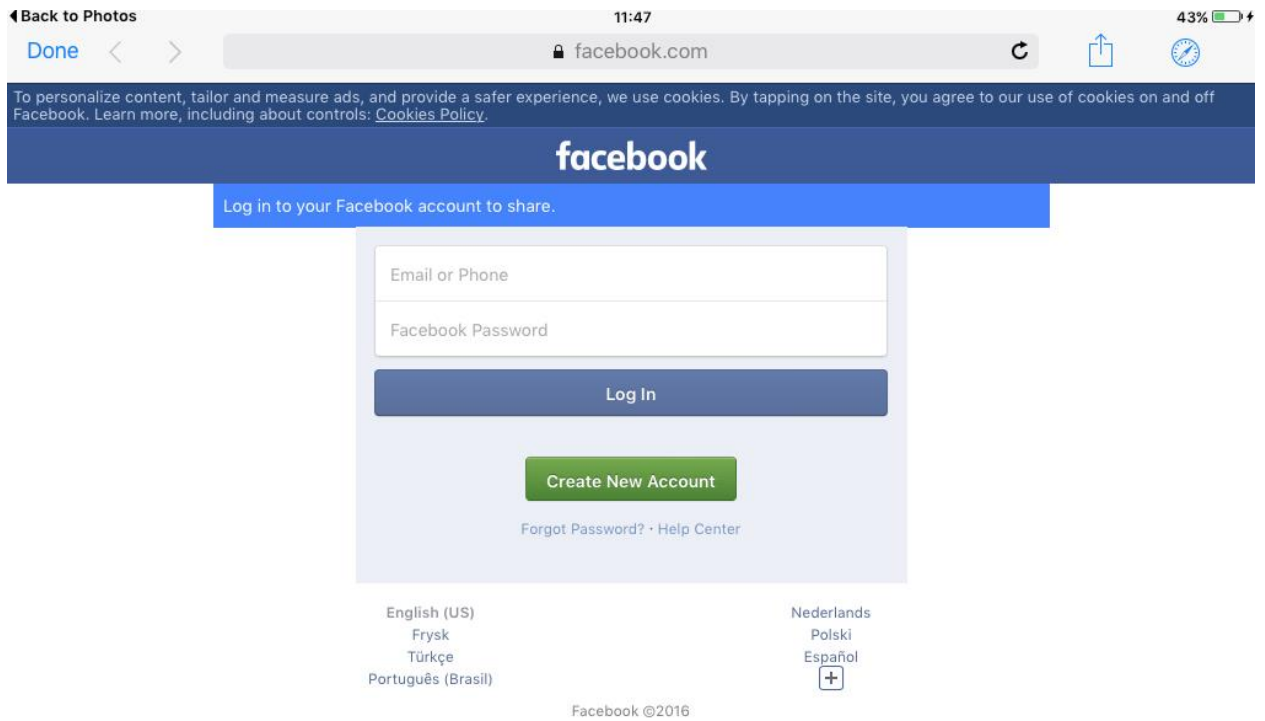 Back to Photos 11:47 43%
Done facebook.com
To personalize content, tailor and measure ads, and provide a safer experience, we use cookies. By tapping on the site, you agree to our use of cookies on and off
Facebook. Learn more, including about controls: Cookies Policy.
facebook
Log in to your Facebook account to share.
Email or Phone
Facebook Password
Log In
Create New Account
Forgot Password? · Help Center
English (US) Nederlands
Frysk Polski
Türkçe Español
Português (Brasil)
Facebook ©2016